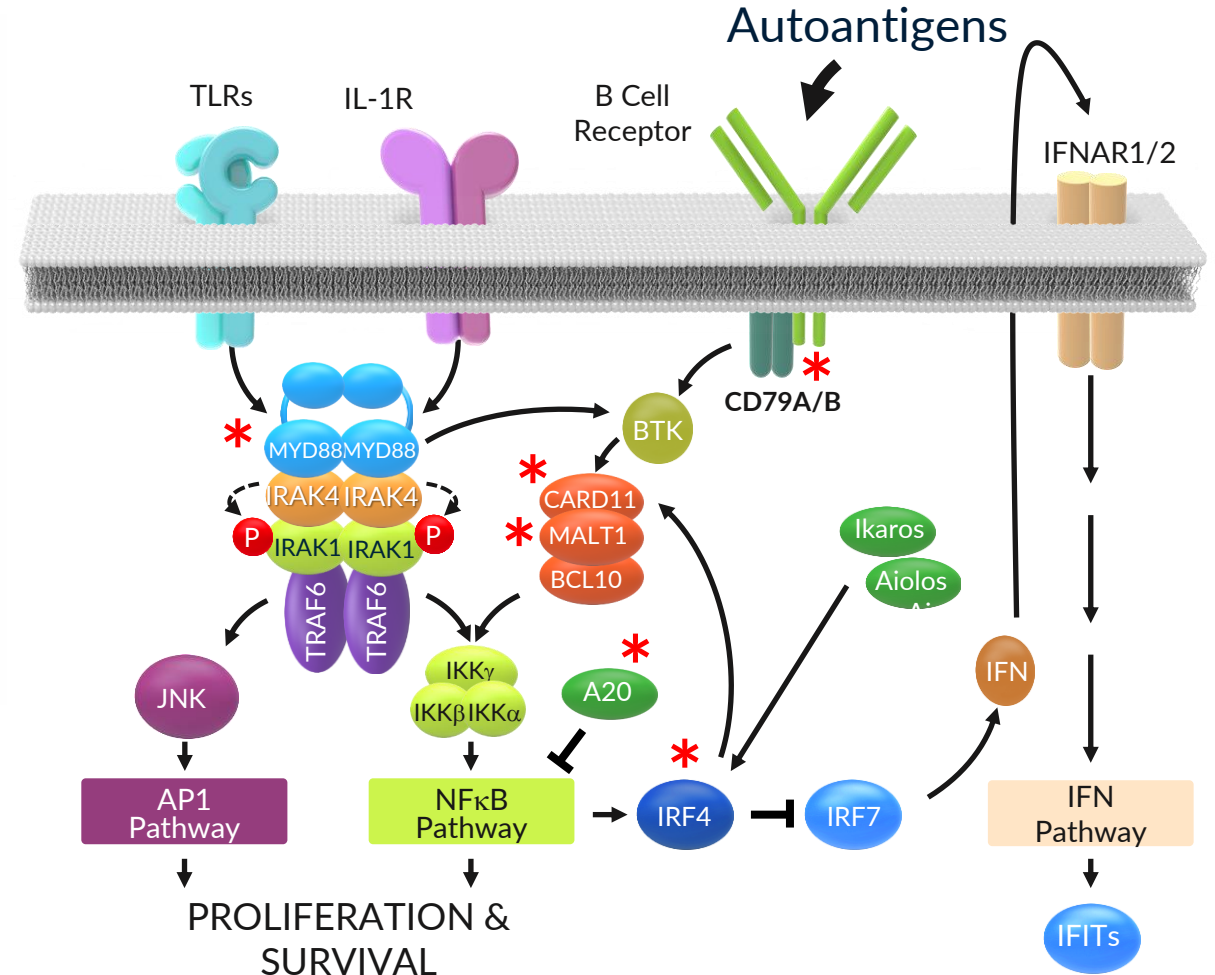 Autoantigens
TLRs
IL-1R
B Cell
Receptor
IFNAR1/2
CD79A/B
*
*
MYD88
MYD88
BTK
*
IRAK4
IRAK4
CARD11
P
P
IRAK1
IRAK1
*
MALT1
BCL10
Ikaros
Aiolos
TRAF6
TRAF6
*
IKKγ
IKKβ
IKKα
A20
JNK
IFN
*
AP1
Pathway
NFκB
Pathway
IRF4
IRF7
IFN
Pathway
PROLIFERATION &
SURVIVAL
IFITs